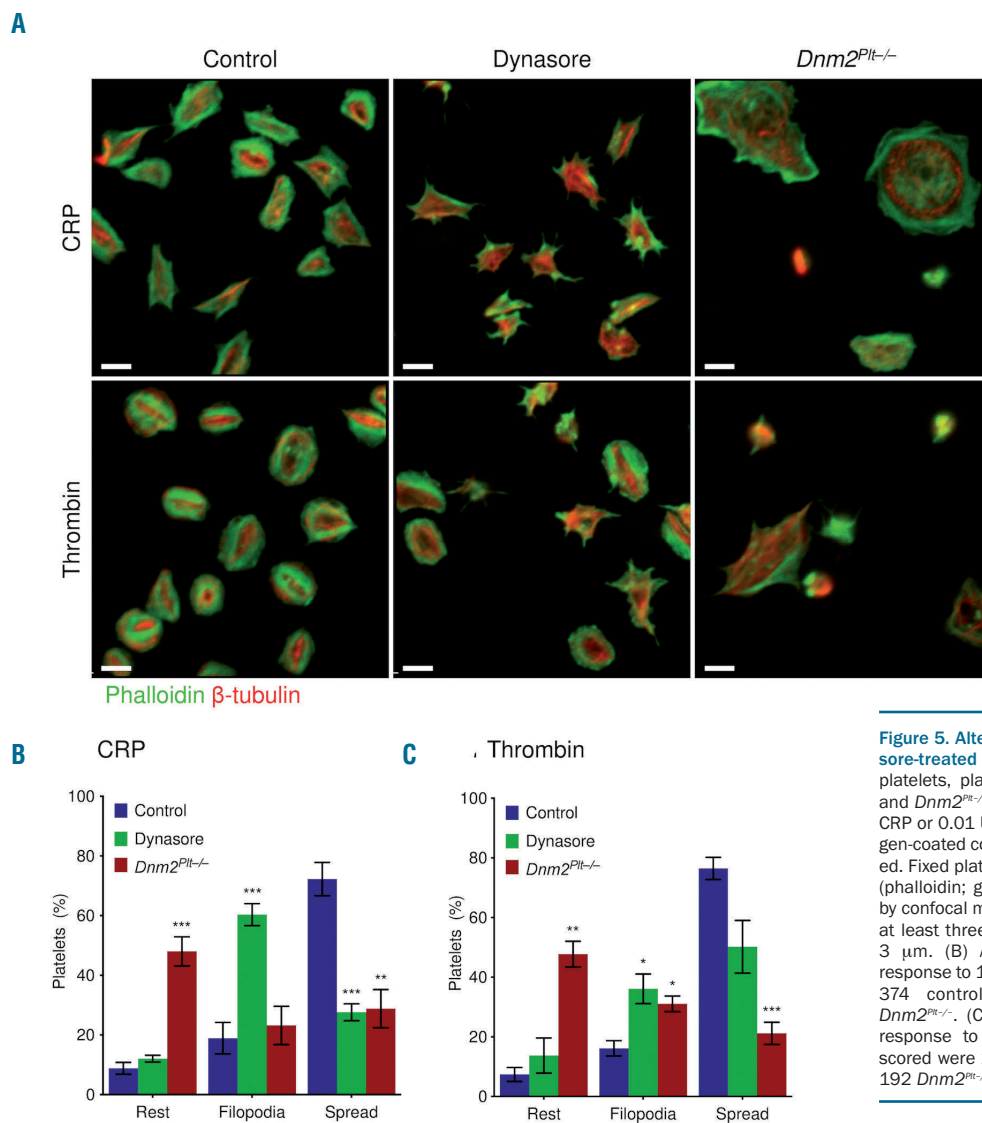 A
Control Dynasore Dnm2Plt–/–
CRP
Thrombin
Phalloidin β-tubulin
B CRP
100
80
60
40
20
0
Platelets (%)
Control
Dynasore
Dnm2Plt–/–
***
***
***
**
Rest Filopodia Spread
C Thrombin
100
80
60
40
20
0
Platelets (%)
Control
Dynasore
Dnm2Plt–/–
**
*
*
***
Rest Filopodia Spread
Figure 5. Alte
sore-treated
platelets, pla
and Dnm2Plt-/
CRP or 0.01 U
gen-coated co
ed. Fixed plat
(phalloidin; g
by confocal m
at least three
3 μm. (B) A
response to 1
374 control
Dnm2Plt-/-. (C
response to
scored were
192 Dnm2Plt-/